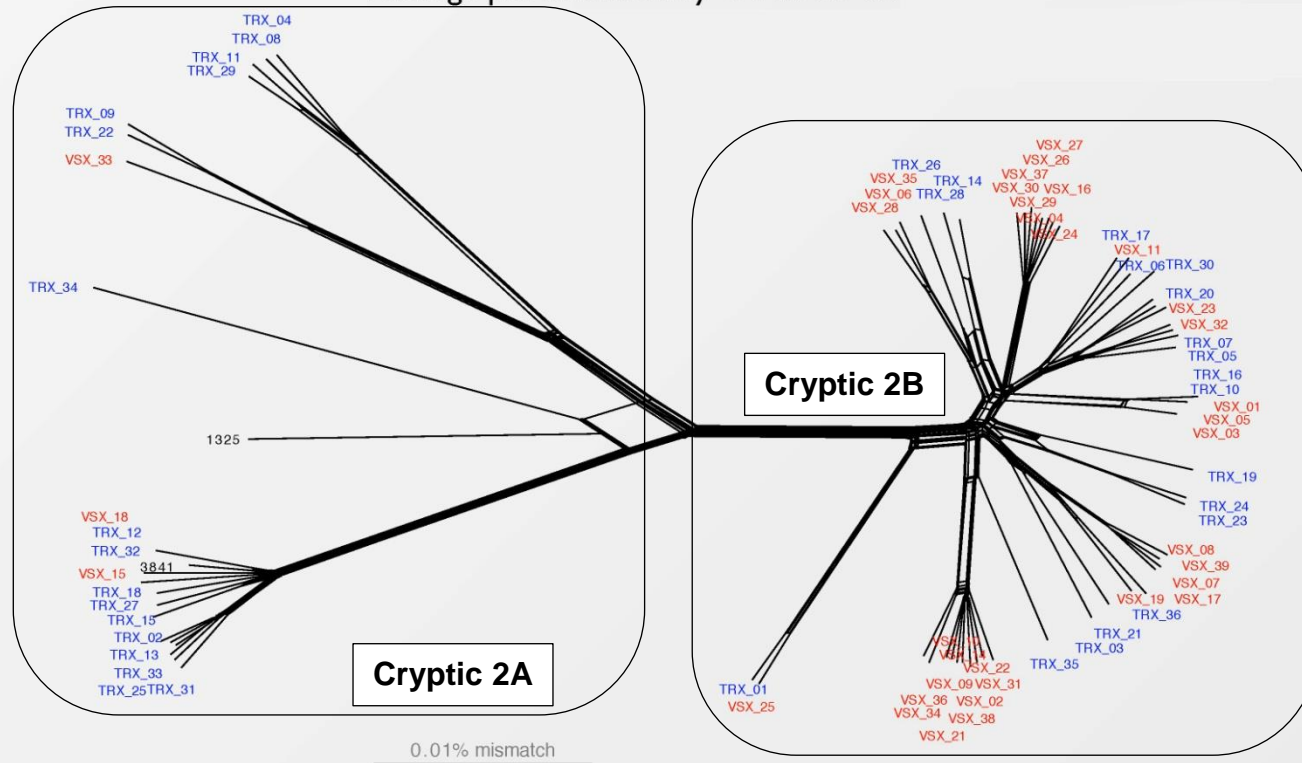 TRX_04
TRX_08
TRX_11
TRX_29
TRX_09
TRX_22
VSX_33
TRX_34
1325
VSX_18
TRX_12
TRX_32
3841
VSX_15
TRX_18
TRX_27
TRX_15
TRX_02
TRX_13
TRX_33
TRX_25 TRX_31
Cryptic 2A
0.01% mismatch
Cryptic 2B
VSX_27
VSX_26
VSX_37
VSX_30 VSX_16
VSX_29
VSX_04
VSX_24
TRX_26
VSX_35 TRX_14
VSX_06 TRX_28
VSX_28
TRX_17
VSX_11
TRX_06 TRX_30
TRX_20
VSX_23
VSX_32
TRX_07
TRX_05
TRX_16
TRX_10
VSX_01
VSX_05
VSX_03
TRX_19
TRX_24
TRX_23
VSX_08
VSX_39
VSX_07
VSX_19 VSX_17
TRX_36
TRX_21
TRX_03
TRX_35
VSX_22
VSX_09 VSX_31
VSX_36 VSX_02
VSX_34 VSX_38
VSX_21
TRX_01
VSX_25